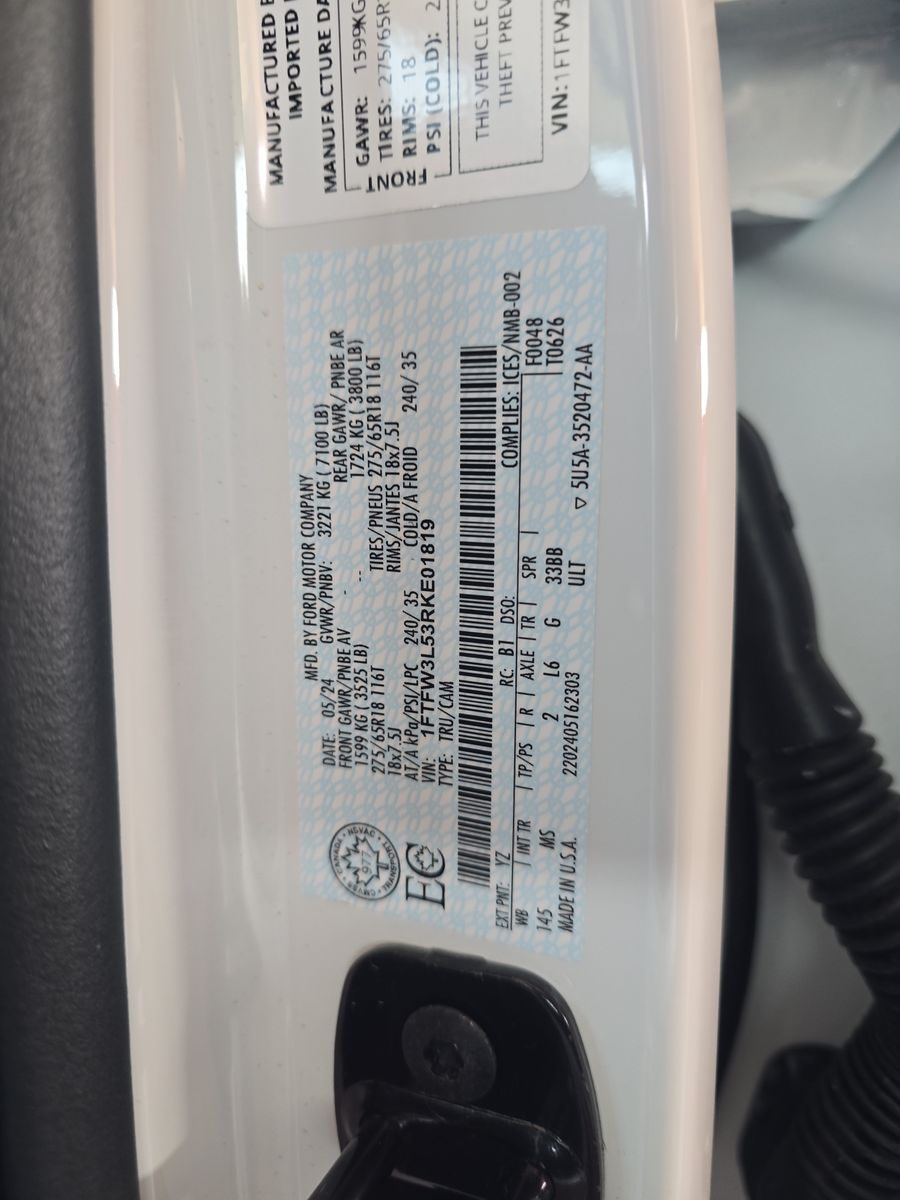 MFD. BY FORD MOTOR COMPANY
DATE: 05/24 GVWR/PNBV: 3221 KG ( 7100 LB)
FRONT GAWR/PNBE AV - REAR GAWR/ PNBE AR
1599 KG ( 3525 LB) -- 1724 KG ( 3800 LB)
275/65R18 116T TIRES/PNEUS 275/65R18 116T
18x7.5J RIMS/JANTES 18x7.5J
AT/A kPa/PSI/LPC 240/ 35 COLD/A FROID 240/ 35
VIN: 1FTFW3L53RKE01819
TYPE: TRU/CAM
CANADA • NSVAC •
977
T
EC
EXT PNT: YZ RC: B1 DSO: COMPLIES: ICES/NMB-002
WB | INT TR | TP/PS | R | AXLE | TR | SPR | F0048
145 MS 2 L6 G 33BB T0626
MADE IN U.S.A. 2202405162303 ULT ▽ 5U5A-3520472-AA
MANUFACTURED B
IMPORTED
MANUFACTURE DA
GAWR: 1599KG
TIRES: 275/65R1
RIMS: 18
PSI (COLD): 2
FRONT
THIS VEHICLE C
THEFT PREV
VIN: 1FTFW3